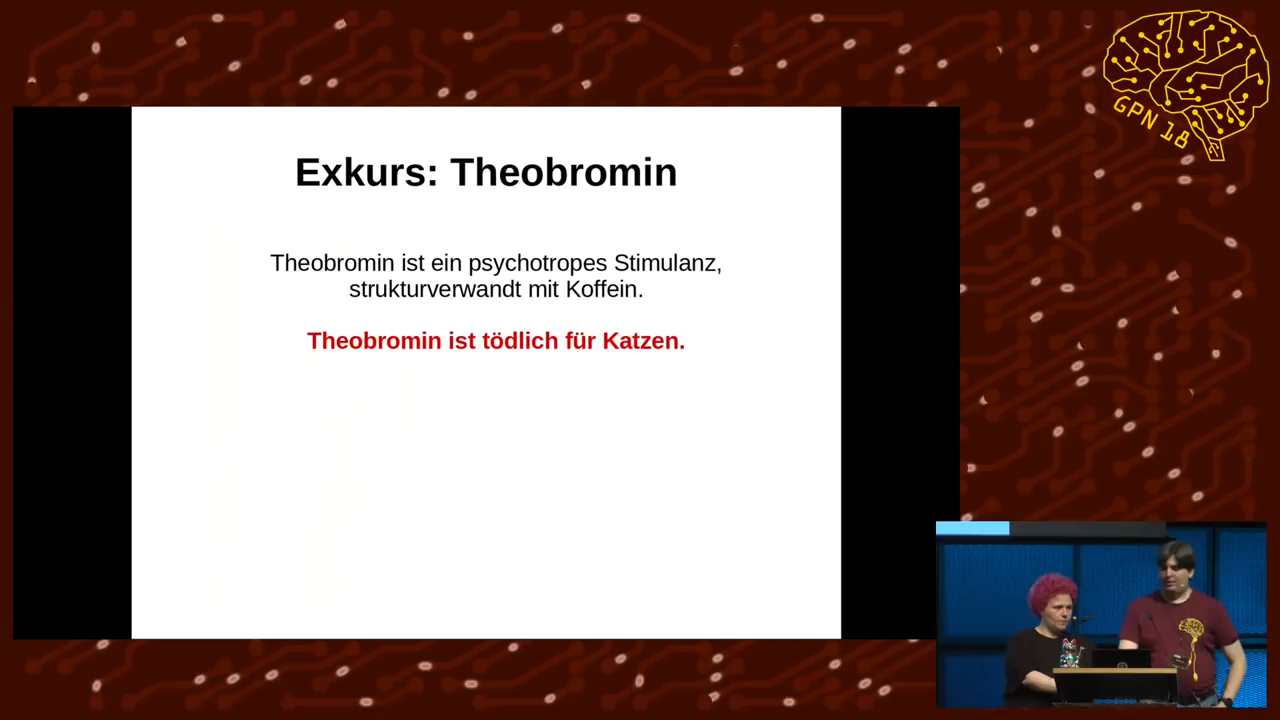 GPN 18
Exkurs: Theobromin
Theobromin ist ein psychotropes Stimulanz,
strukturverwandt mit Koffein.
Theobromin ist tödlich für Katzen.